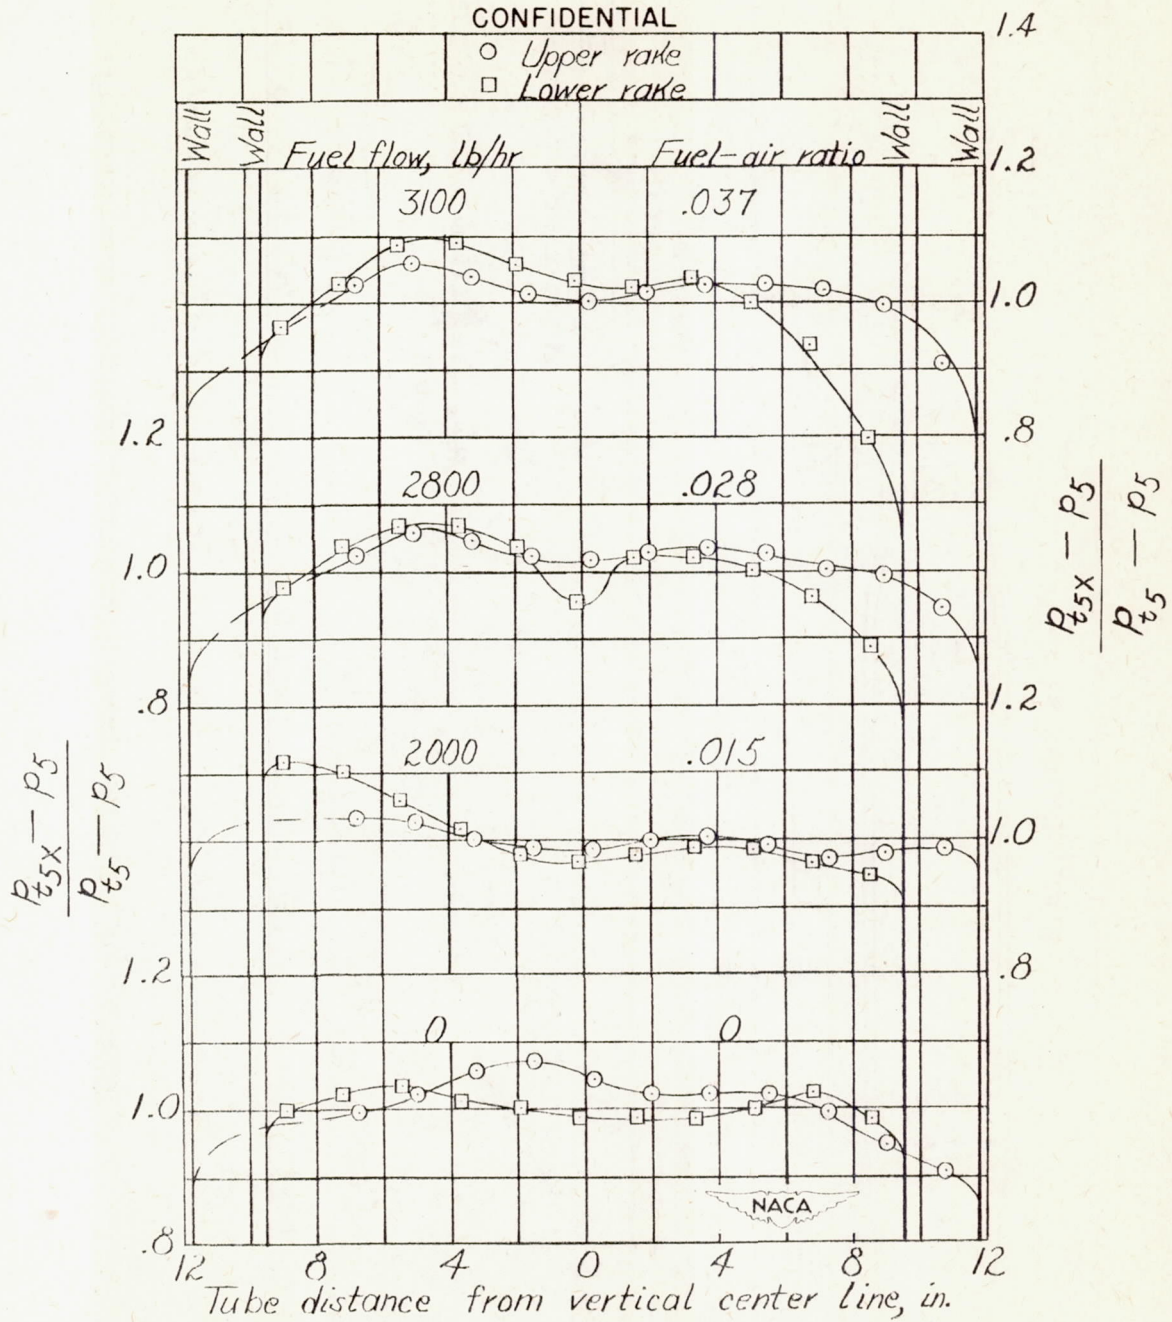 CONFIDENTIAL
Upper rake
Lower rake
1.4
Wall
Wall
Fuel flow, lb/hr
Fuel-air ratio
Wall
Wall
1.2
3100
.037
1.0
1.2
.8
2800
.028
1.0
.8
1.2
2000
.015
1.0
1.2
.8
0
0
1.0
.8
NACA
12 8 4 0 4 8 12
Tube distance from vertical center line, in.
Pt5x – P5
Pt5 – P5
Pt5x – P5
Pt5 – P5